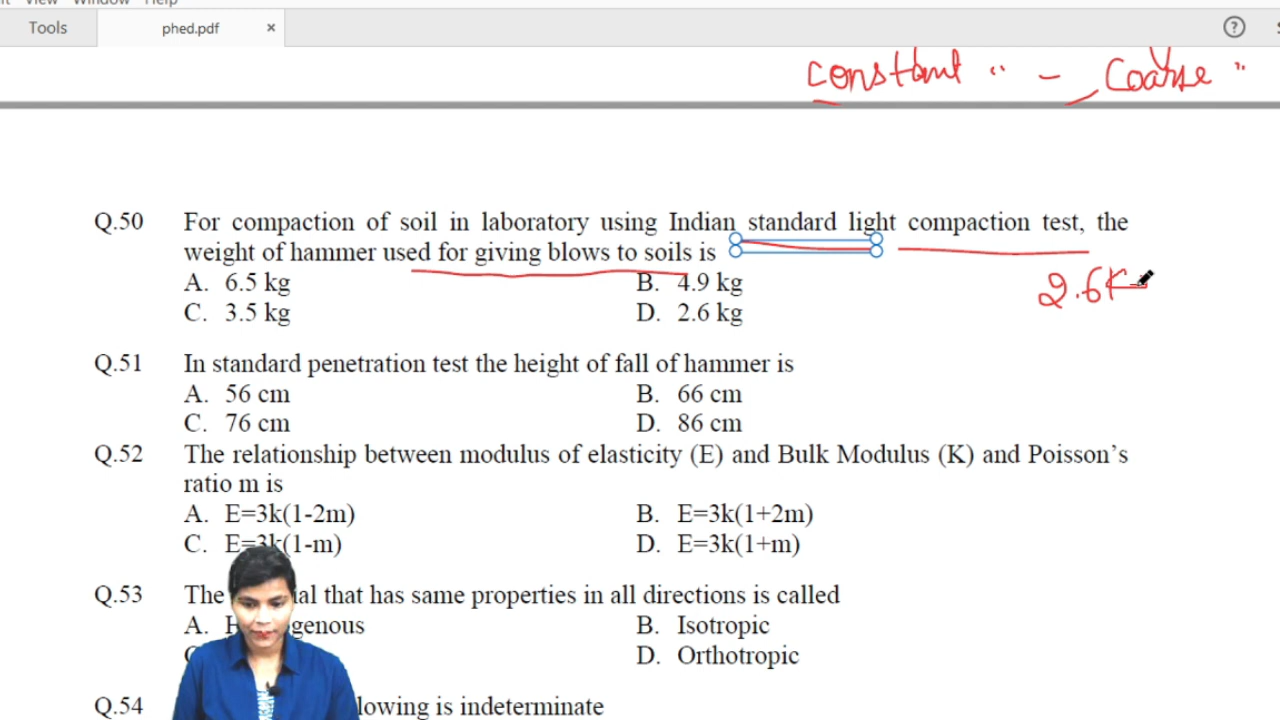 Tools phed.pdf ×
constant " - Coarse "
Q.50 For compaction of soil in laboratory using Indian standard light compaction test, the
weight of hammer used for giving blows to soils is
A. 6.5 kg B. 4.9 kg
2.6K
C. 3.5 kg D. 2.6 kg
Q.51 In standard penetration test the height of fall of hammer is
A. 56 cm B. 66 cm
C. 76 cm D. 86 cm
Q.52 The relationship between modulus of elasticity (E) and Bulk Modulus (K) and Poisson's
ratio m is
A. E=3k(1-2m) B. E=3k(1+2m)
C. E=3k(1-m) D. E=3k(1+m)
Q.53 The ial that has same properties in all directions is called
A. H genous B. Isotropic
D. Orthotropic
Q.54 lowing is indeterminate